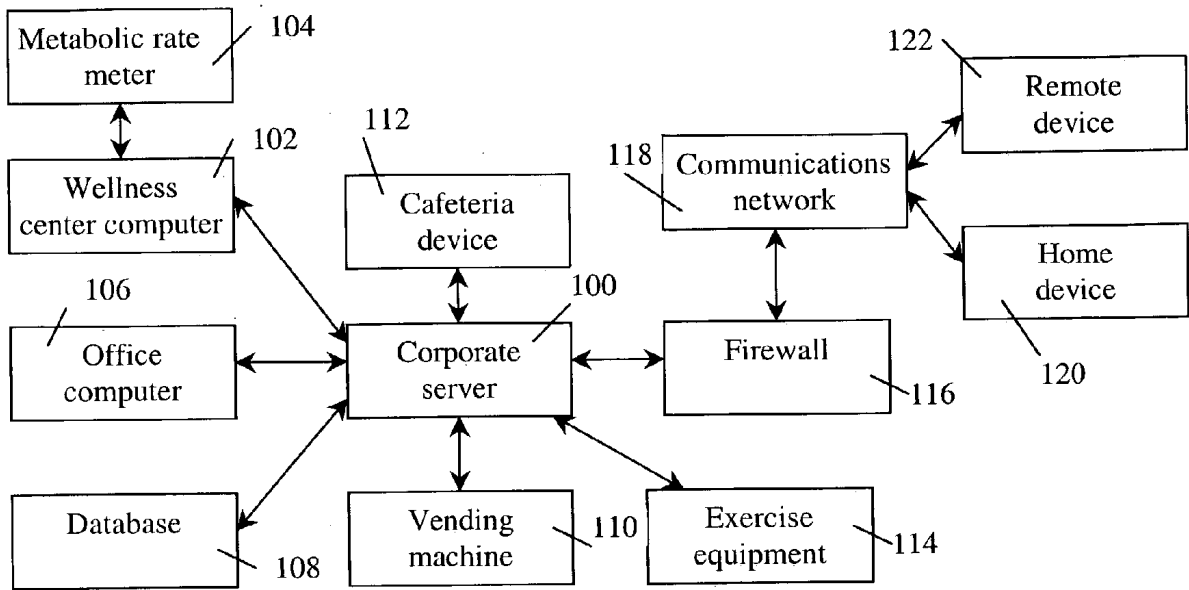 Metabolic rate
meter
104
122
Remote
device
112
102
118
Communications
network
Wellness
center computer
Cafeteria
device
Home
device
106
100
120
Office
computer
Corporate
server
Firewall
116
Database
108
Vending
machine
110
Exercise
equipment
114